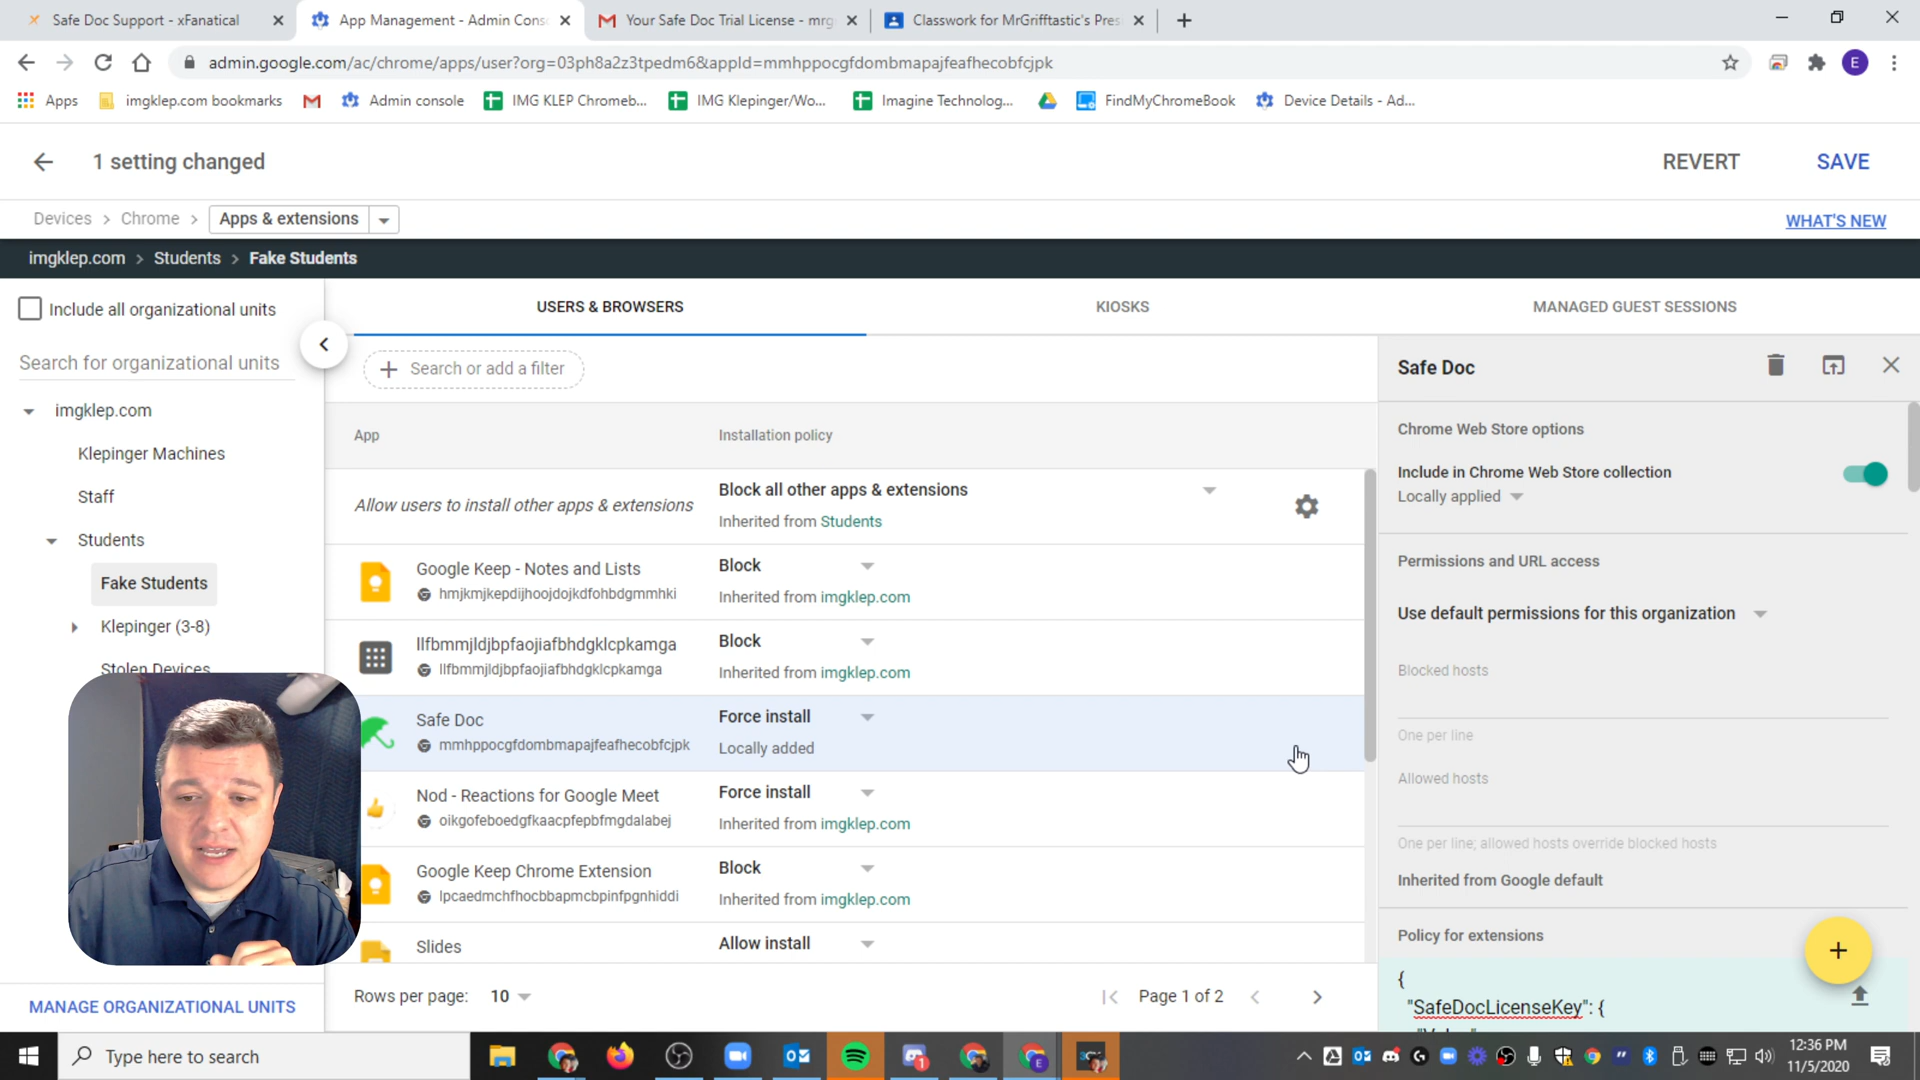 Safe Doc Support - xFanatical
App Management - Admin Cons
Your Safe Doc Trial License - mrg
Classwork for MrGrifftastic's Pres
admin.google.com/ac/chrome/apps/user?org=03ph8a2z3tpedm6&appId=mmhppocgfdombmapajfeafhecobfcjpk
E
Apps
imgklep.com bookmarks
Admin console
IMG KLEP Chromeb...
IMG Klepinger/Wo...
Imagine Technolog...
FindMyChromeBook
Device Details - Ad...
1 setting changed
REVERT
SAVE
Devices > Chrome > Apps & extensions
WHAT'S NEW
imgklep.com > Students > Fake Students
Include all organizational units
Search for organizational units
imgklep.com
Klepinger Machines
Staff
Students
Fake Students
Klepinger (3-8)
Stolen Devices
MANAGE ORGANIZATIONAL UNITS
USERS & BROWSERS
KIOSKS
MANAGED GUEST SESSIONS
+ Search or add a filter
App
Installation policy
Allow users to install other apps & extensions
Block all other apps & extensions
Inherited from Students
Google Keep - Notes and Lists
hmjkmjkepdijhoojdojkdfohbdgmmhki
Block
Inherited from imgklep.com
llfbmmjldjbpfaojiafbhdgklcpkamga
llfbmmjldjbpfaojiafbhdgklcpkamga
Block
Inherited from imgklep.com
Safe Doc
mmhppocgfdombmapajfeafhecobfcjpk
Force install
Locally added
Nod - Reactions for Google Meet
oikgofeboedgfkaacpfepbfmgdalabej
Force install
Inherited from imgklep.com
Google Keep Chrome Extension
lpcaedmchfhocbbapmcbpinfpgnhiddi
Block
Inherited from imgklep.com
Slides
Allow install
Rows per page: 10
Page 1 of 2
Safe Doc
Chrome Web Store options
Include in Chrome Web Store collection
Locally applied
Permissions and URL access
Use default permissions for this organization
Blocked hosts
One per line
Allowed hosts
One per line; allowed hosts override blocked hosts
Inherited from Google default
Policy for extensions
+
{
"SafeDocLicenseKey": {
Type here to search
12:36 PM
11/5/2020